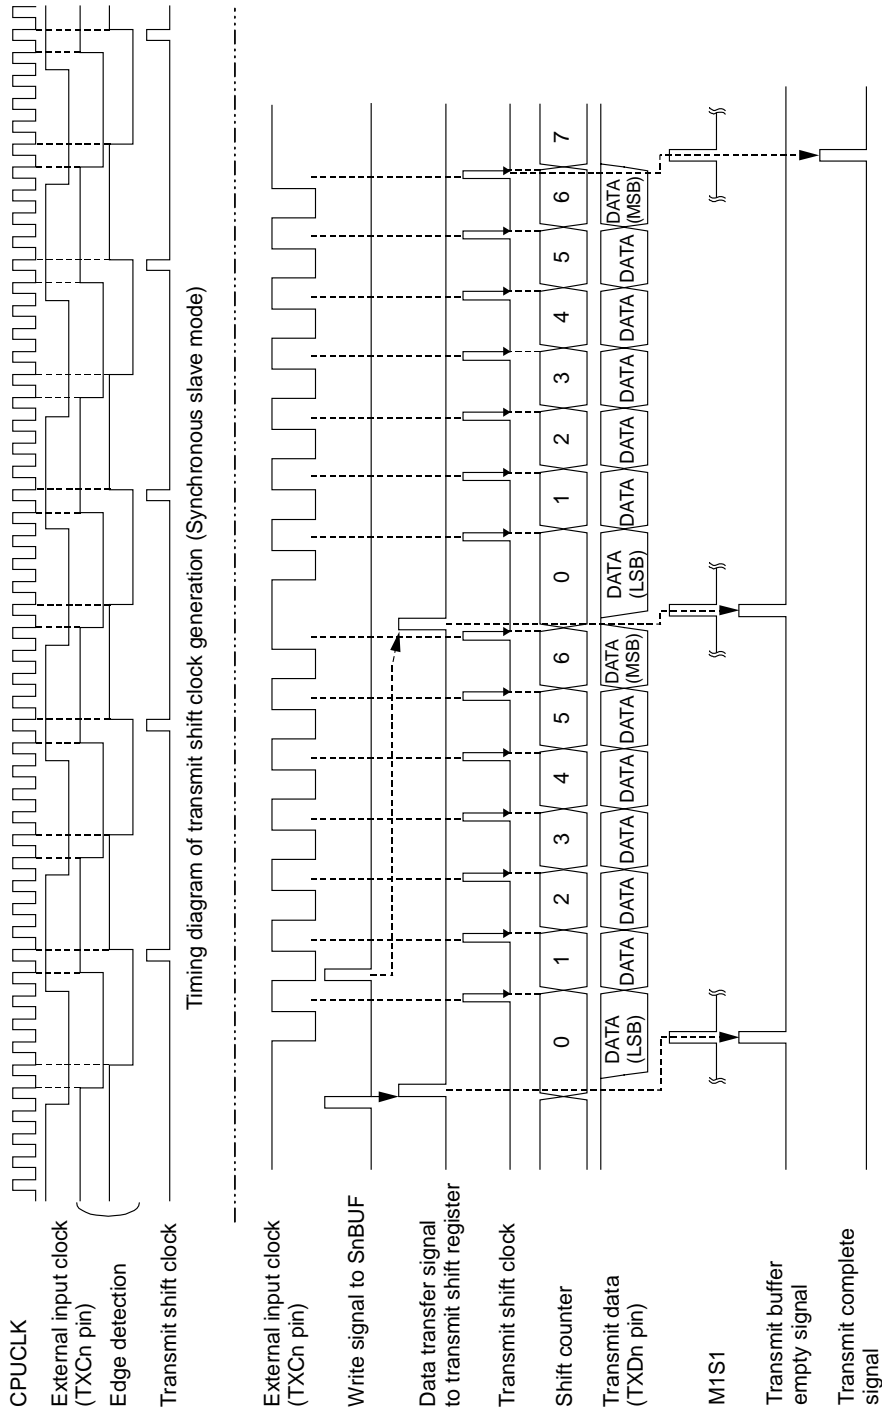 CPUCLK
External input clock
(TXCn pin)
Edge detection
Transmit shift clock
Timing diagram of transmit shift clock generation (Synchronous slave mode)
External input clock
(TXCn pin)
Write signal to SnBUF
Data transfer signal
to transmit shift register
Transmit shift clock
Shift counter
0 1 2 3 4 5 6 0 1 2 3 4 5 6 7
Transmit data
(TXDn pin)
DATA
(LSB)
DATA
DATA
DATA
DATA
DATA
DATA
(MSB)
DATA
(LSB)
DATA
DATA
DATA
DATA
DATA
DATA
(MSB)
M1S1
Transmit buffer
empty signal
Transmit complete
signal